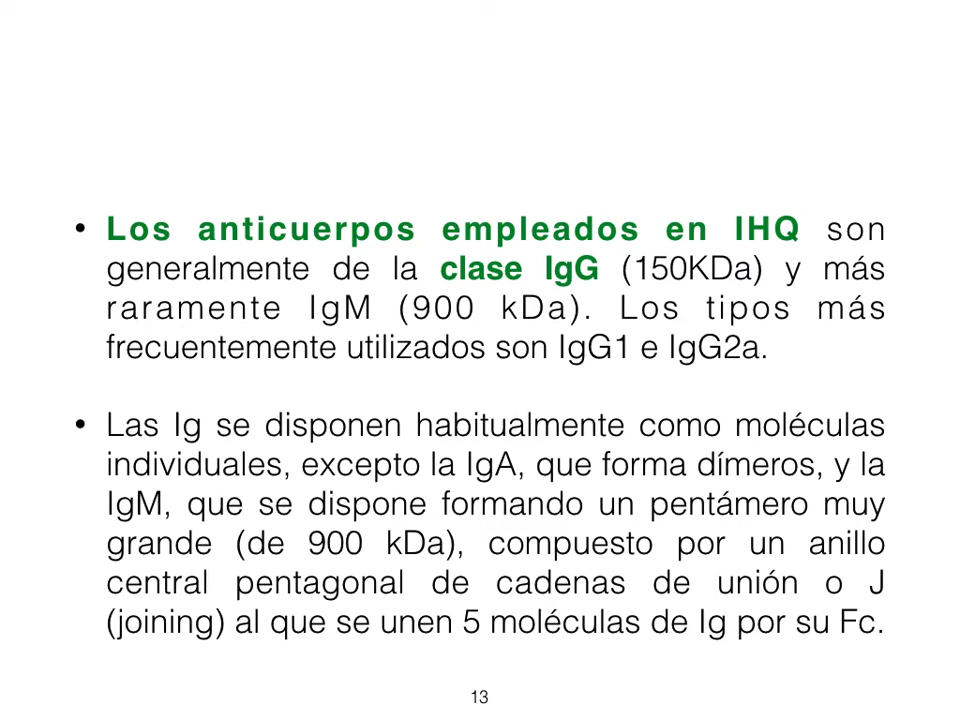 • Los anticuerpos empleados en IHQ son
generalmente de la clase IgG (150KDa) y más
raramente IgM (900 kDa). Los tipos más
frecuentemente utilizados son IgG1 e IgG2a.
• Las Ig se disponen habitualmente como moléculas
individuales, excepto la IgA, que forma dímeros, y la
IgM, que se dispone formando un pentámero muy
grande (de 900 kDa), compuesto por un anillo
central pentagonal de cadenas de unión o J
(joining) al que se unen 5 moléculas de Ig por su Fc.
13